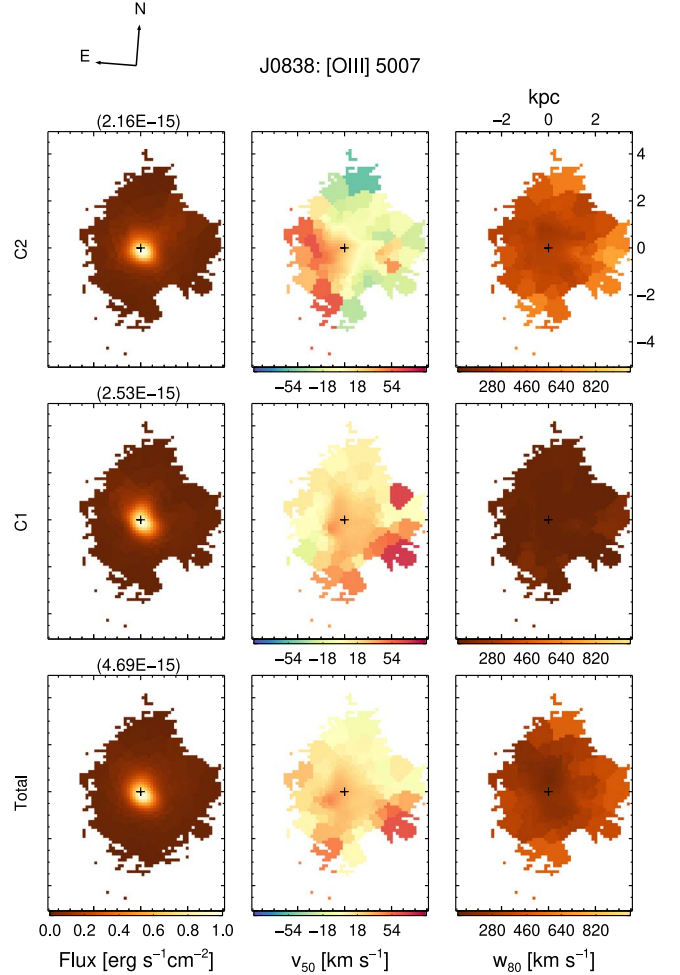 N
E
J0838: [OIII] 5007
kpc
(2.16E−15)
−2 0 2
C2
4
2
0
−2
−4
−54 −18 18 54
280 460 640 820
(2.53E−15)
C1
−54 −18 18 54
280 460 640 820
(4.69E−15)
Total
0.0 0.2 0.4 0.6 0.8 1.0
−54 −18 18 54
280 460 640 820
Flux [erg s⁻¹cm⁻²]
v₅₀ [km s⁻¹]
w₈₀ [km s⁻¹]